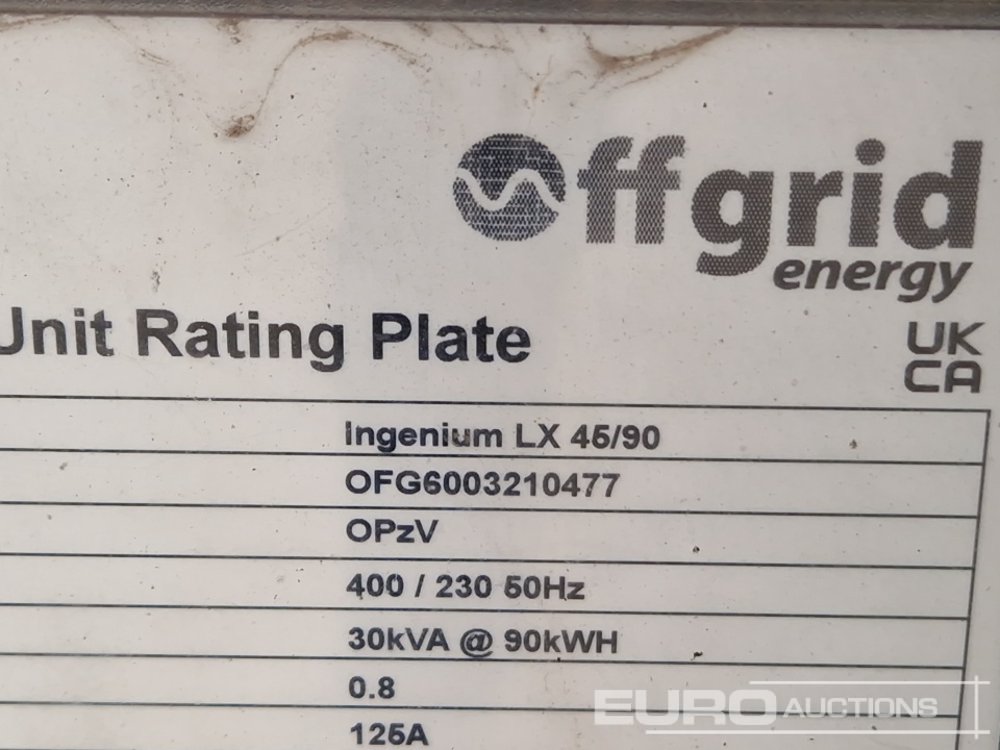 Offgrid
energy
Unit Rating Plate
UK
CA
Ingenium LX 45/90
OFG6003210477
OPzV
400 / 230 50Hz
30kVA @ 90kWH
0.8
125A
EURO AUCTIONS